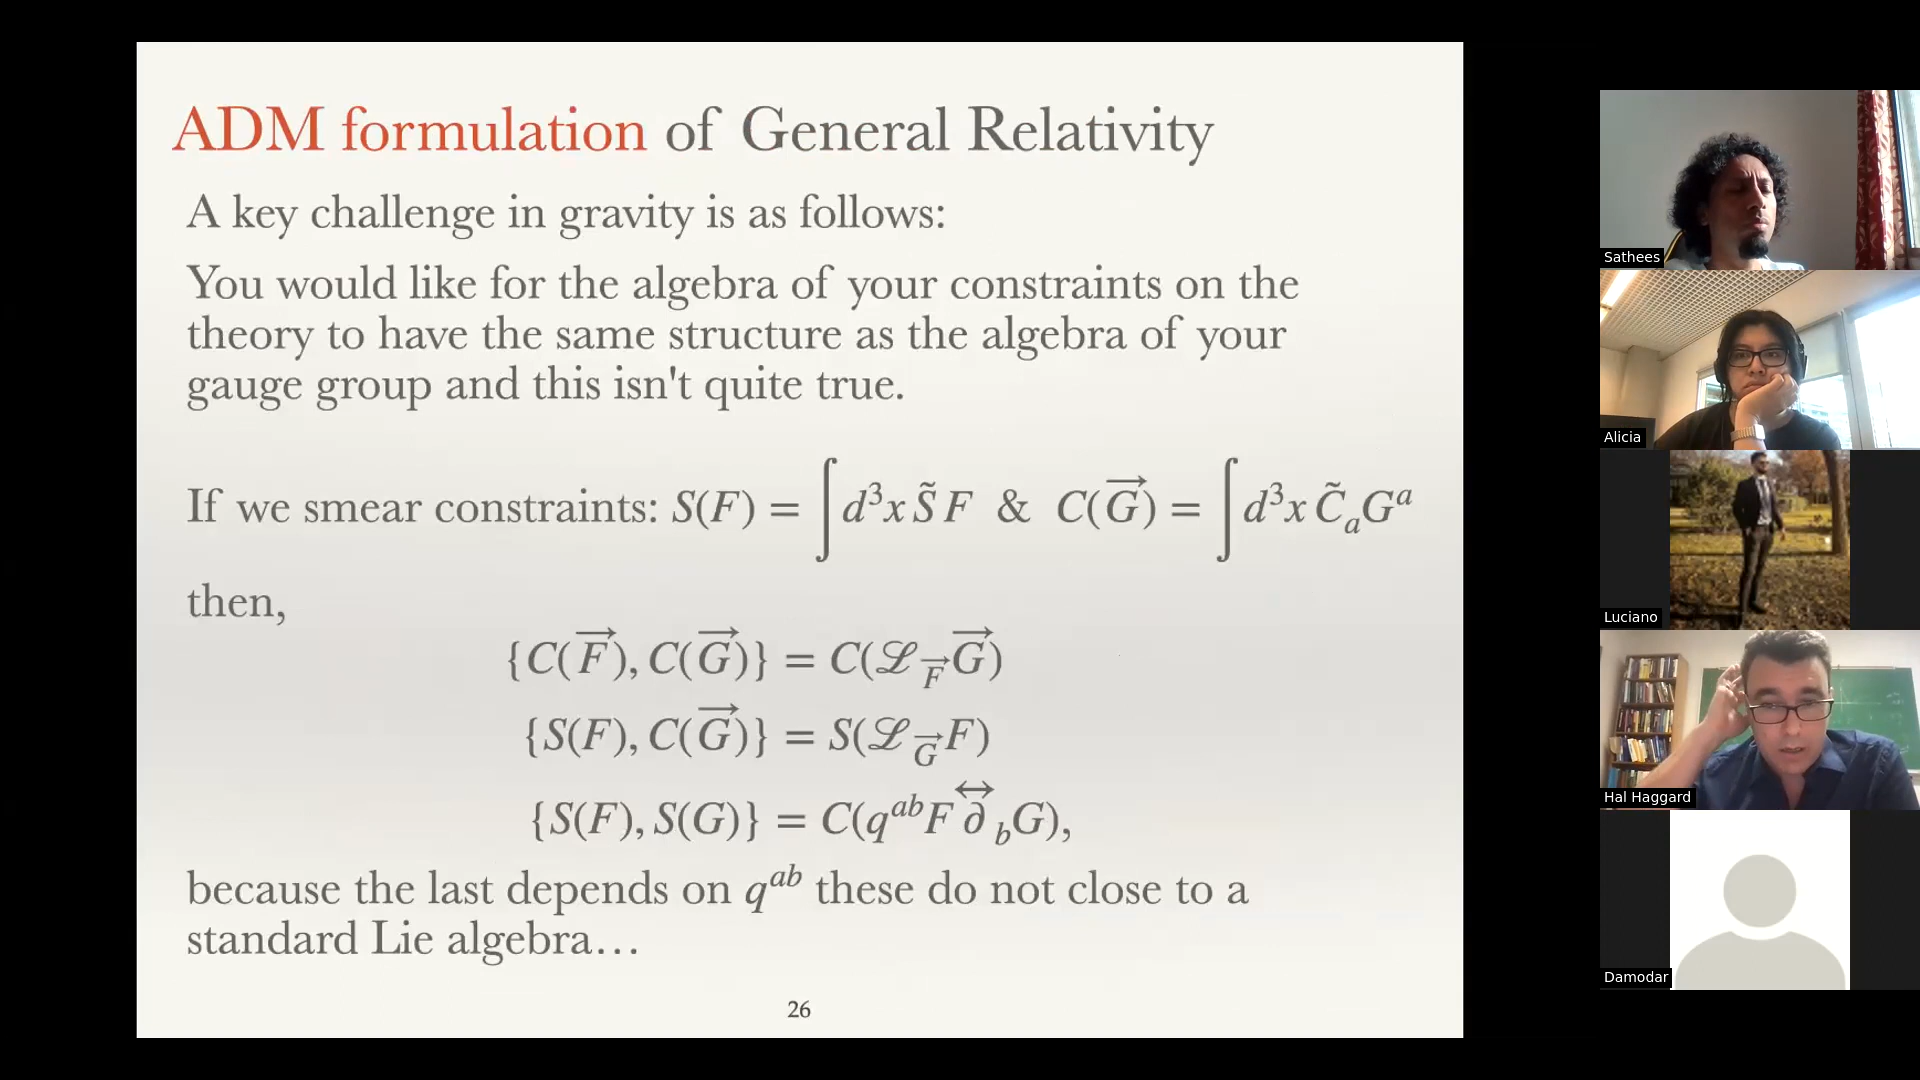 ADM formulation of General Relativity
A key challenge in gravity is as follows:
You would like for the algebra of your constraints on the
theory to have the same structure as the algebra of your
gauge group and this isn't quite true.
If we smear constraints: S(F) = ∫d³x S̃ F & C(G⃗) = ∫d³x C̃ₐGᵃ
then,
{C(F⃗), C(G⃗)} = C(ℒ_F⃗ G⃗)
{S(F), C(G⃗)} = S(ℒ_G⃗ F)
{S(F), S(G)} = C(qᵃᵇF ∂⃡_b G),
because the last depends on qᵃᵇ these do not close to a
standard Lie algebra…
26
Sathees
Alicia
Luciano
Hal Haggard
Damodar